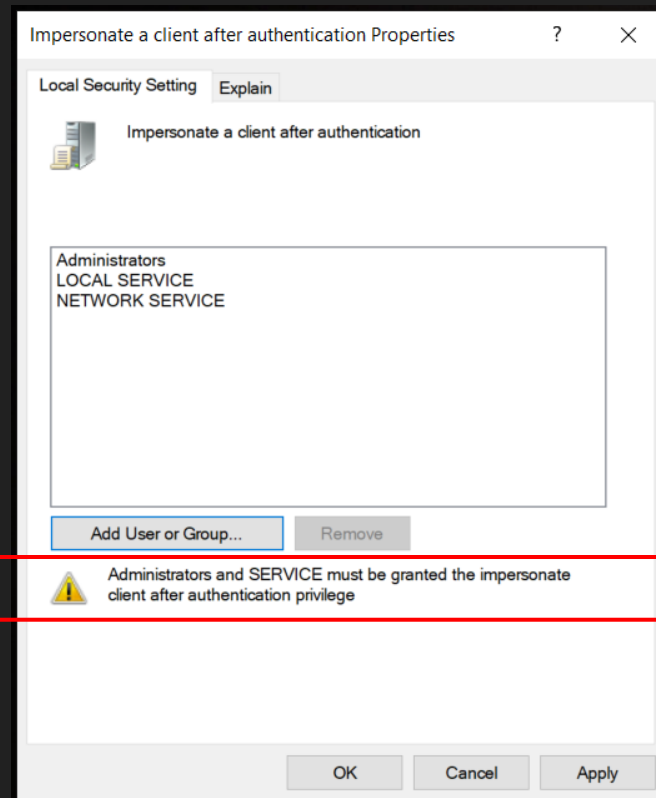 Impersonate a client after authentication Properties ?
Local Security Setting Explain
Impersonate a client after authentication
Administrators
LOCAL SERVICE
NETWORK SERVICE
Add User or Group... Remove
Administrators and SERVICE must be granted the impersonate
client after authentication privilege
OK Cancel Apply